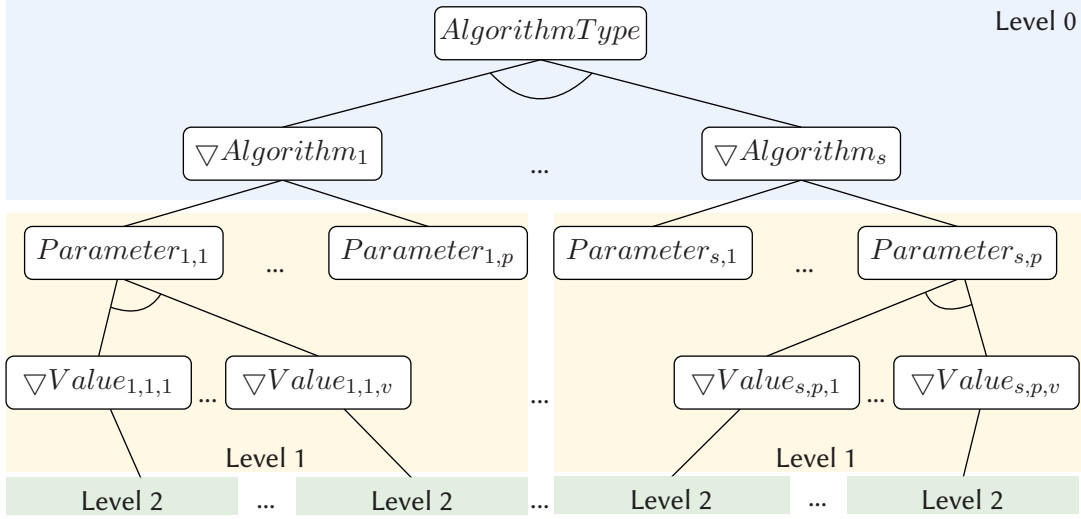 AlgorithmType
Level 0
▽Algorithm₁ ... ▽Algorithmₛ
Parameter₁,₁ ... Parameter₁,ₚ Parameterₛ,₁ ... Parameterₛ,ₚ
▽Value₁,₁,₁ ... ▽Value₁,₁,ᵥ ... ▽Valueₛ,ₚ,₁ ... ▽Valueₛ,ₚ,ᵥ
Level 1 Level 1
Level 2 ... Level 2 ... Level 2 ... Level 2